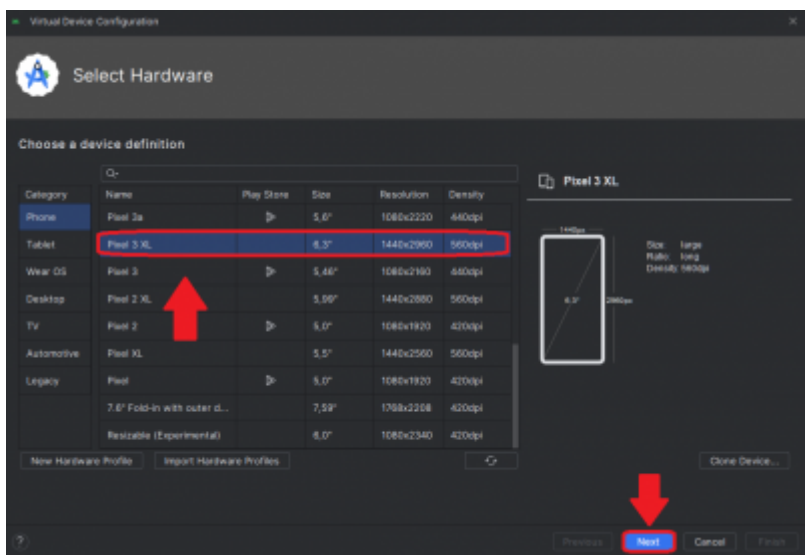 Virtual Device Configuration
Select Hardware
Choose a device definition
Category
Phone
Tablet
Wear OS
Desktop
TV
Automotive
Legacy
Name Play Store Size Resolution Density
Pixel 3a 5,6" 1080x2220 440dpi
Pixel 3 XL 6,3" 1440x2960 560dpi
Pixel 3 5,46" 1080x2160 440dpi
Pixel 2 XL 5,99" 1440x2880 560dpi
Pixel 2 5,0" 1080x1920 420dpi
Pixel XL 5,5" 1440x2560 560dpi
Pixel 5,0" 1080x1920 420dpi
7.6" Fold-in with outer d... 7,59" 1768x2208 420dpi
Resizable (Experimental) 6,0" 1080x2340 420dpi
New Hardware Profile Import Hardware Profiles
Pixel 3 XL
1440px
6,3"
2960px
Size: large
Ratio: long
Density: 560dpi
Clone Device...
?
Previous Next Cancel Finish